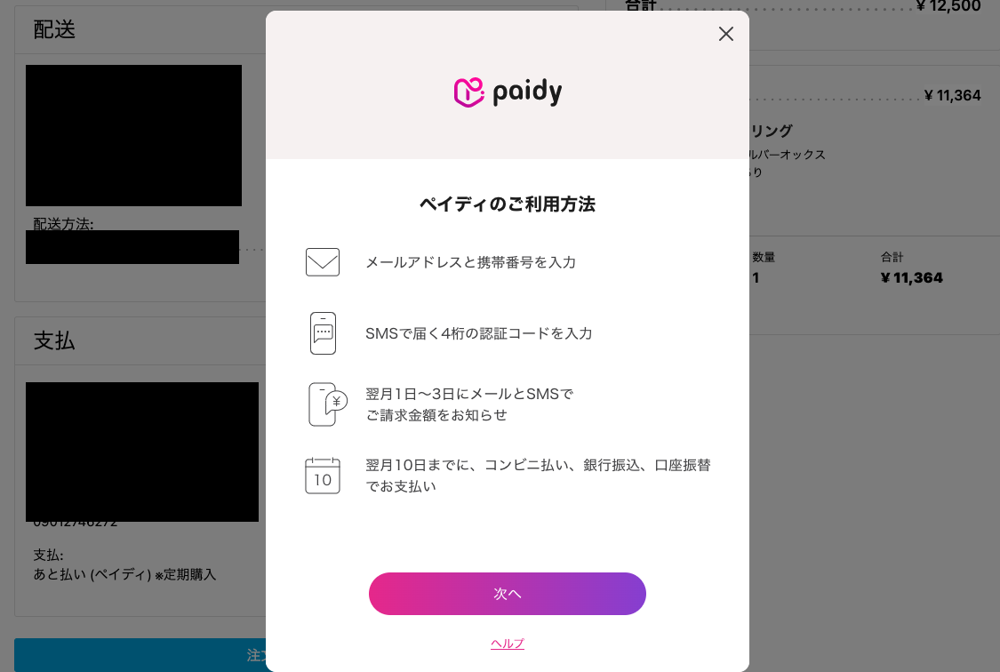 配送
合計 ¥ 12,500
paidy
¥ 11,364
リング
ルバーオックス
配送方法:
ペイディのご利用方法
メールアドレスと携帯番号を入力
数量
合計
1
¥ 11,364
支払
SMSで届く4桁の認証コードを入力
翌月1日〜3日にメールとSMSで
ご請求金額をお知らせ
翌月10日までに、コンビニ払い、銀行振込、口座振替
でお支払い
10
支払:
あと払い (ペイディ) ※定期購入
次へ
ヘルプ
注文